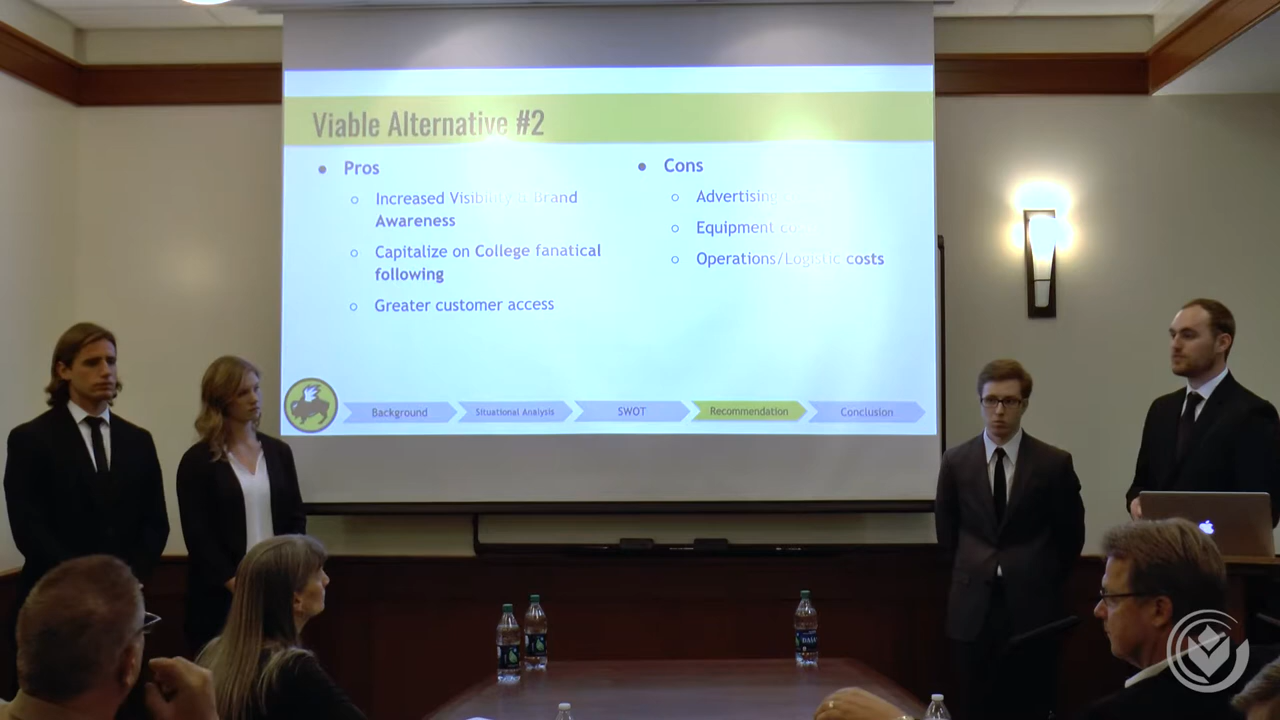 Viable Alternative #2
Pros
Increased Visibility & Brand
Awareness
Capitalize on College fanatical
following
Greater customer access
Cons
Advertising
Equipment
Operations/Logistic costs
Background
Situational Analysis
SWOT
Recommendation
Conclusion